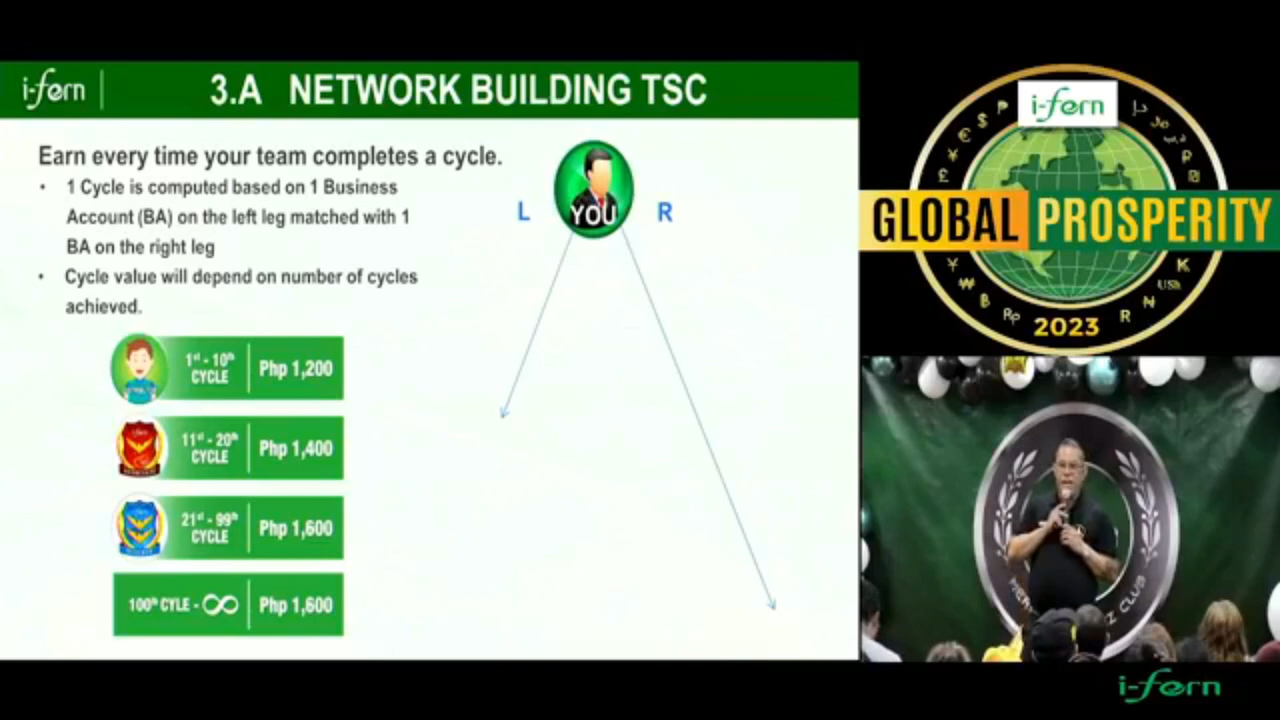 i-fern
3.A NETWORK BUILDING TSC
Earn every time your team completes a cycle.
• 1 Cycle is computed based on 1 Business
Account (BA) on the left leg matched with 1
BA on the right leg
• Cycle value will depend on number of cycles
achieved.
L
YOU
R
1st - 10th
CYCLE
Php 1,200
11st - 20th
CYCLE
Php 1,400
21st - 99th
CYCLE
Php 1,600
100th CYLE - ∞
Php 1,600
i-fern
GLOBAL PROSPERITY
2023
Z CLUB
i-fern